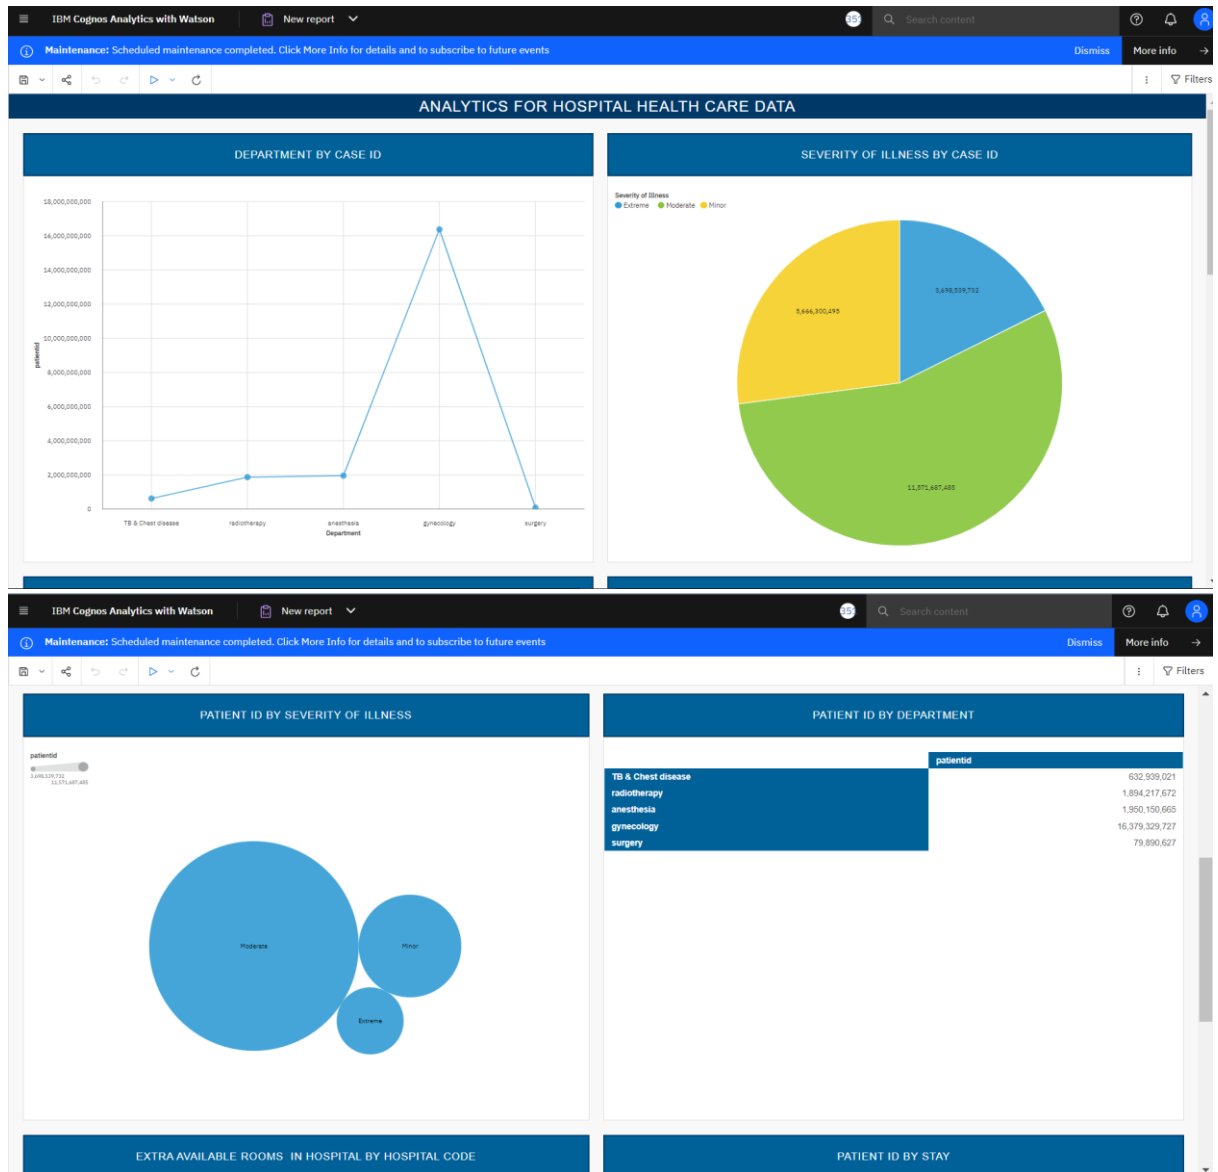 IBM Cognos Analytics with Watson
New report
Search content
Maintenance: Scheduled maintenance completed. Click More Info for details and to subscribe to future events
Dismiss
More info
Filters
ANALYTICS FOR HOSPITAL HEALTH CARE DATA
DEPARTMENT BY CASE ID
18,000,000,000
16,000,000,000
14,000,000,000
12,000,000,000
10,000,000,000
8,000,000,000
6,000,000,000
4,000,000,000
2,000,000,000
0
patientid
TB & Chest disease
radiotherapy
anesthesia
gynecology
surgery
Department
SEVERITY OF ILLNESS BY CASE ID
Severity of Illness
Extreme Moderate Minor
3,698,539,732
5,666,300,495
11,571,687,485
IBM Cognos Analytics with Watson
New report
Search content
Maintenance: Scheduled maintenance completed. Click More Info for details and to subscribe to future events
Dismiss
More info
Filters
PATIENT ID BY SEVERITY OF ILLNESS
patientid
3,698,539,732
11,571,687,485
Moderate
Minor
Extreme
PATIENT ID BY DEPARTMENT
patientid
TB & Chest disease 632,939,021
radiotherapy 1,894,217,672
anesthesia 1,950,150,665
gynecology 16,379,329,727
surgery 79,890,627
EXTRA AVAILABLE ROOMS IN HOSPITAL BY HOSPITAL CODE
PATIENT ID BY STAY